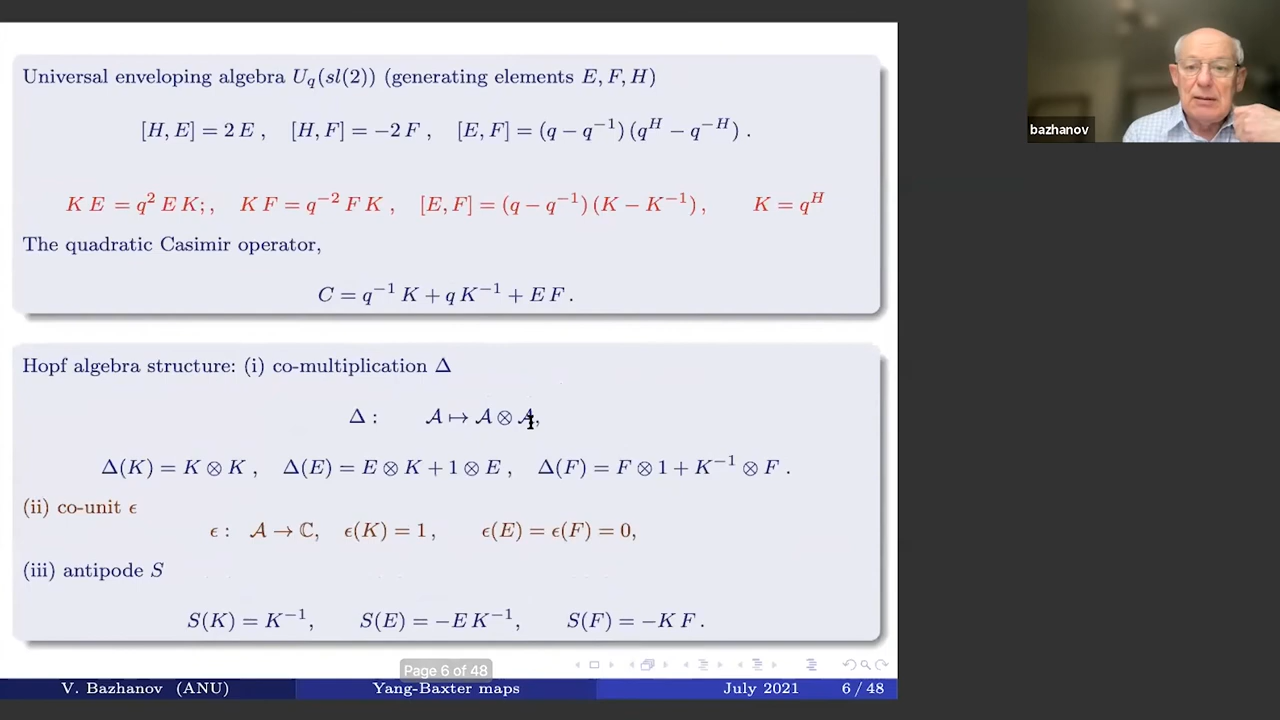 Universal enveloping algebra U_q(sl(2)) (generating elements E, F, H)
[H, E] = 2 E , [H, F] = −2 F , [E, F] = (q − q⁻¹) (q^H − q^{−H}) .
K E = q² E K; , K F = q⁻² F K , [E, F] = (q − q⁻¹) (K − K⁻¹) , K = q^H
The quadratic Casimir operator,
C = q⁻¹ K + q K⁻¹ + E F .
Hopf algebra structure: (i) co-multiplication Δ
Δ : 𝒜 ↦ 𝒜 ⊗ 𝒜,
Δ(K) = K ⊗ K , Δ(E) = E ⊗ K + 1 ⊗ E , Δ(F) = F ⊗ 1 + K⁻¹ ⊗ F .
(ii) co-unit ϵ
ϵ : 𝒜 → ℂ, ϵ(K) = 1 , ϵ(E) = ϵ(F) = 0,
(iii) antipode S
S(K) = K⁻¹, S(E) = −E K⁻¹ , S(F) = −K F .
Page 6 of 48
V. Bazhanov (ANU) Yang-Baxter maps July 2021 6 / 48
bazhanov